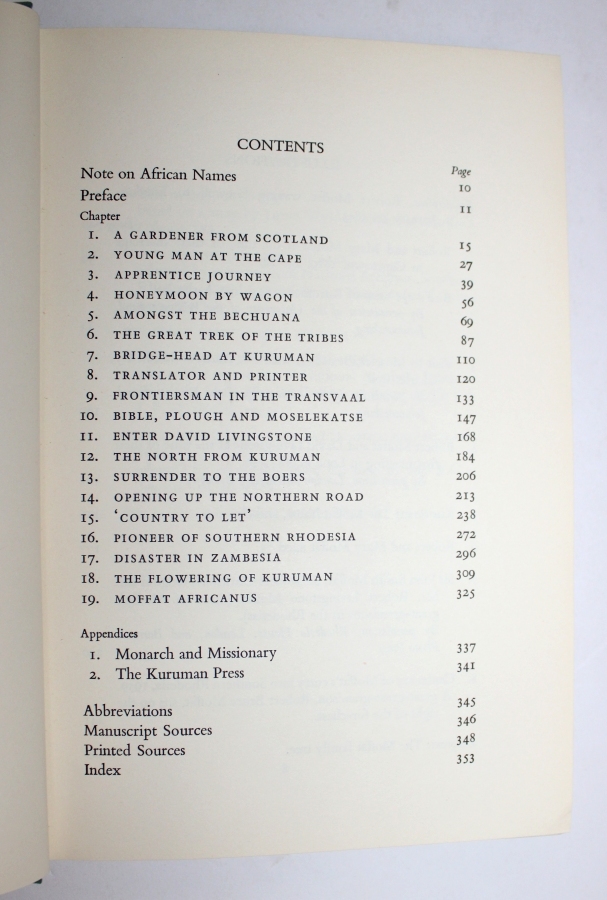 CONTENTS
Page
Note on African Names 10
Preface 11
Chapter
1. A GARDENER FROM SCOTLAND 15
2. YOUNG MAN AT THE CAPE 27
3. APPRENTICE JOURNEY 39
4. HONEYMOON BY WAGON 56
5. AMONGST THE BECHUANA 69
6. THE GREAT TREK OF THE TRIBES 87
7. BRIDGE-HEAD AT KURUMAN 110
8. TRANSLATOR AND PRINTER 120
9. FRONTIERSMAN IN THE TRANSVAAL 133
10. BIBLE, PLOUGH AND MOSELEKATSE 147
11. ENTER DAVID LIVINGSTONE 168
12. THE NORTH FROM KURUMAN 184
13. SURRENDER TO THE BOERS 206
14. OPENING UP THE NORTHERN ROAD 213
15. ‘COUNTRY TO LET’ 238
16. PIONEER OF SOUTHERN RHODESIA 272
17. DISASTER IN ZAMBESIA 296
18. THE FLOWERING OF KURUMAN 309
19. MOFFAT AFRICANUS 325
Appendices
1. Monarch and Missionary 337
2. The Kuruman Press 341
Abbreviations 345
Manuscript Sources 346
Printed Sources 348
Index 353